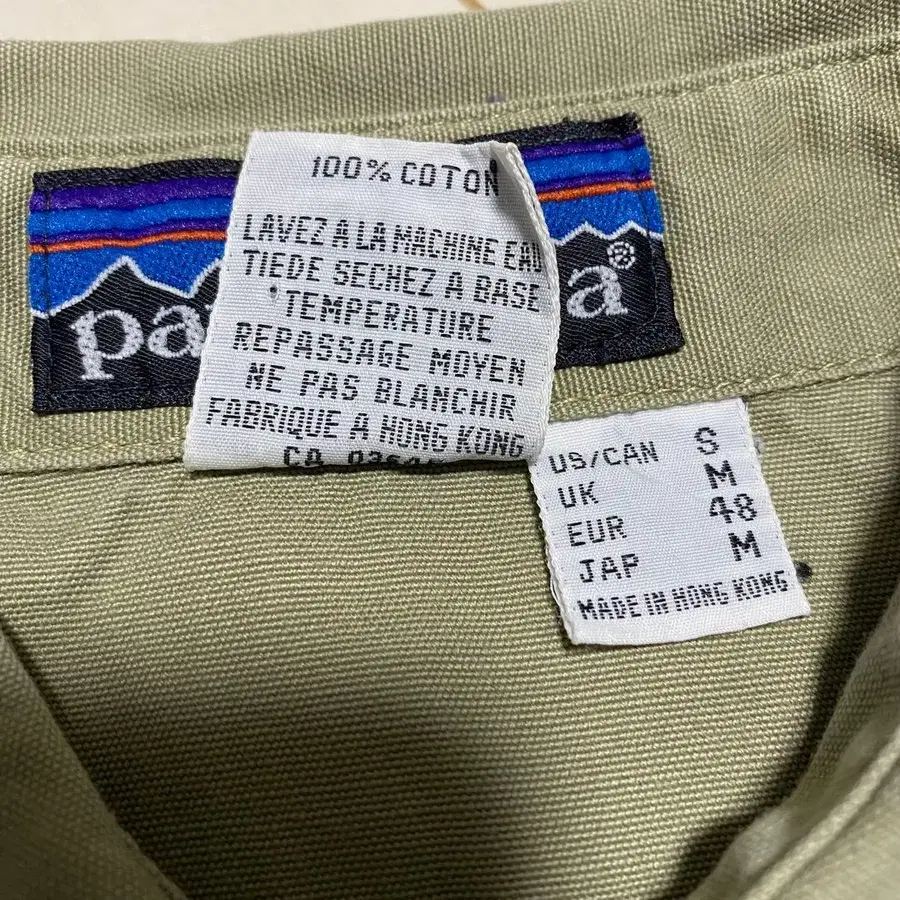 100% COTON
LAVEZ A LA MACHINE EAU
TIEDE SECHEZ A BASE
TEMPERATURE
REPASSAGE MOYEN
NE PAS BLANCHIR
FABRIQUE A HONG KONG
pa a®
US/CAN S
UK M
EUR 48
JAP M
MADE IN HONG KONG